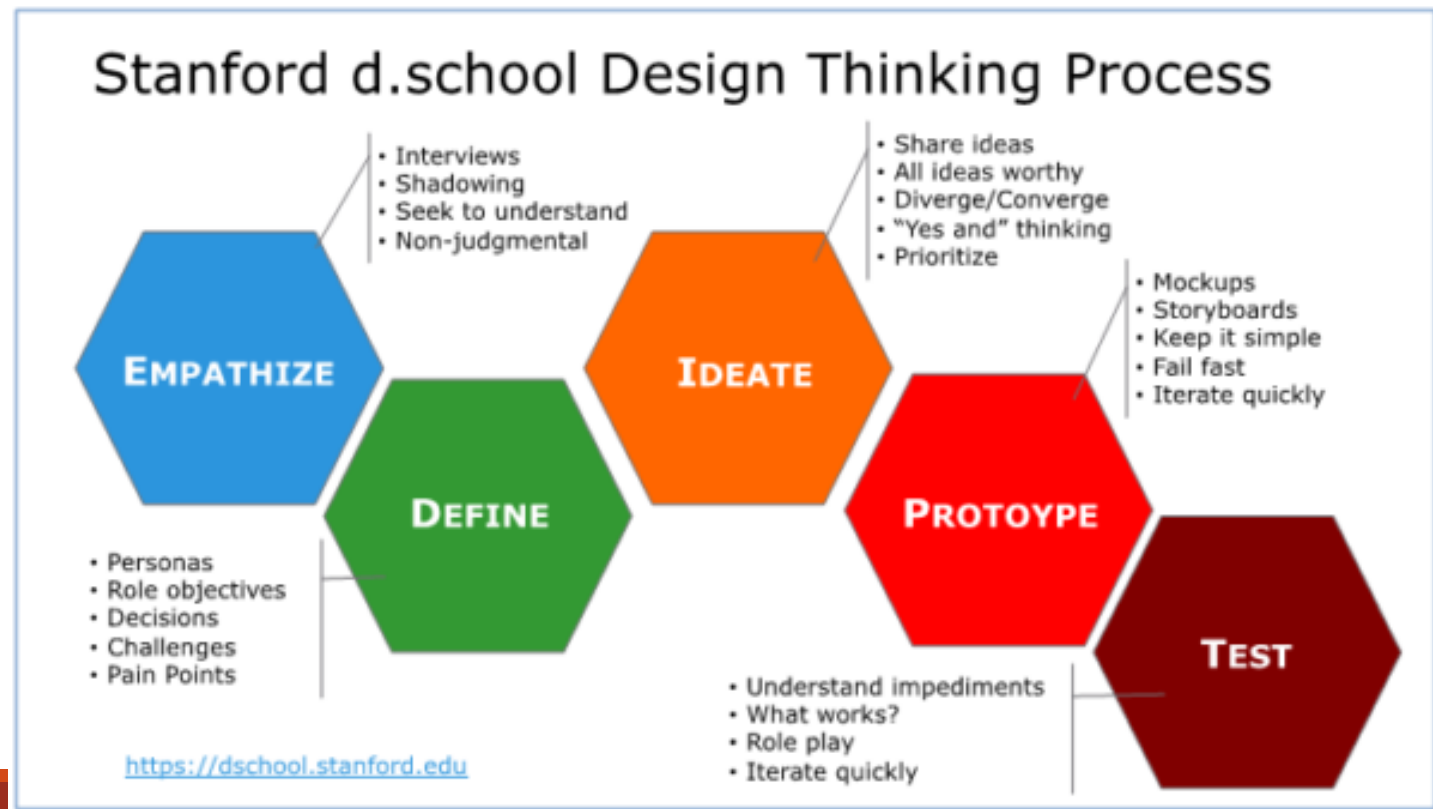 Stanford d.school Design Thinking Process
• Interviews
• Shadowing
• Seek to understand
• Non-judgmental
• Share ideas
• All ideas worthy
• Diverge/Converge
• “Yes and” thinking
• Prioritize
• Mockups
• Storyboards
• Keep it simple
• Fail fast
• Iterate quickly
EMPATHIZE
DEFINE
IDEATE
PROTOYPE
TEST
• Personas
• Role objectives
• Decisions
• Challenges
• Pain Points
• Understand impediments
• What works?
• Role play
• Iterate quickly
https://dschool.stanford.edu